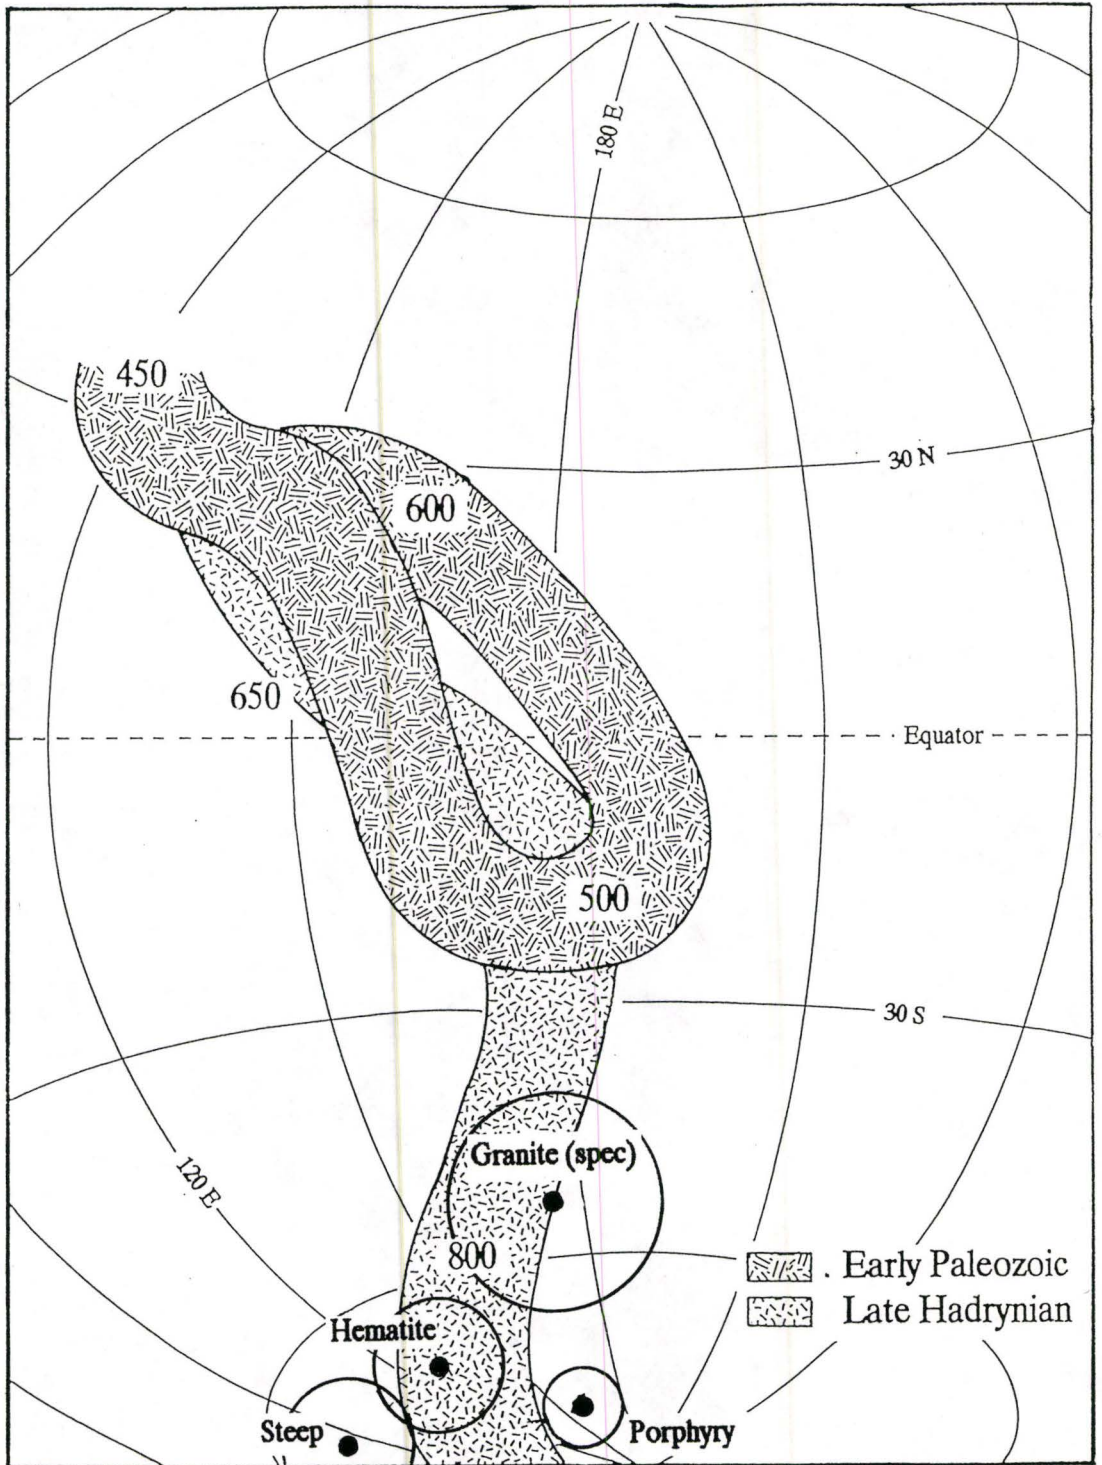 180 E
450
30 N
600
650
Equator
500
30 S
Granite (spec)
120 E
800
. Early Paleozoic
Late Hadrynian
Hematite
Steep
Porphyry